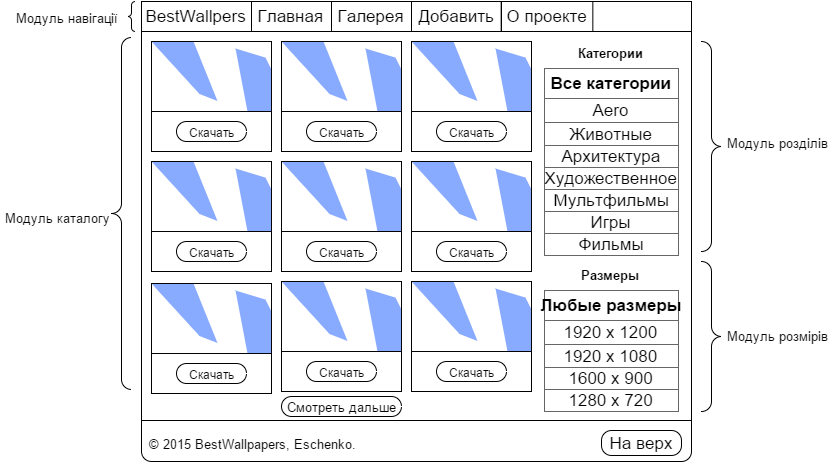 Модуль навігації
BestWallpers Главная Галерея Добавить О проекте
Модуль каталогу
Скачать Скачать Скачать
Скачать Скачать Скачать
Скачать Скачать Скачать
Смотреть дальше
Категории
Все категории
Aero
Животные
Архитектура
Художественное
Мультфильмы
Игры
Фильмы
Модуль розділів
Размеры
Любые размеры
1920 x 1200
1920 x 1080
1600 x 900
1280 x 720
Модуль розмірів
© 2015 BestWallpapers, Eschenko.
На верх